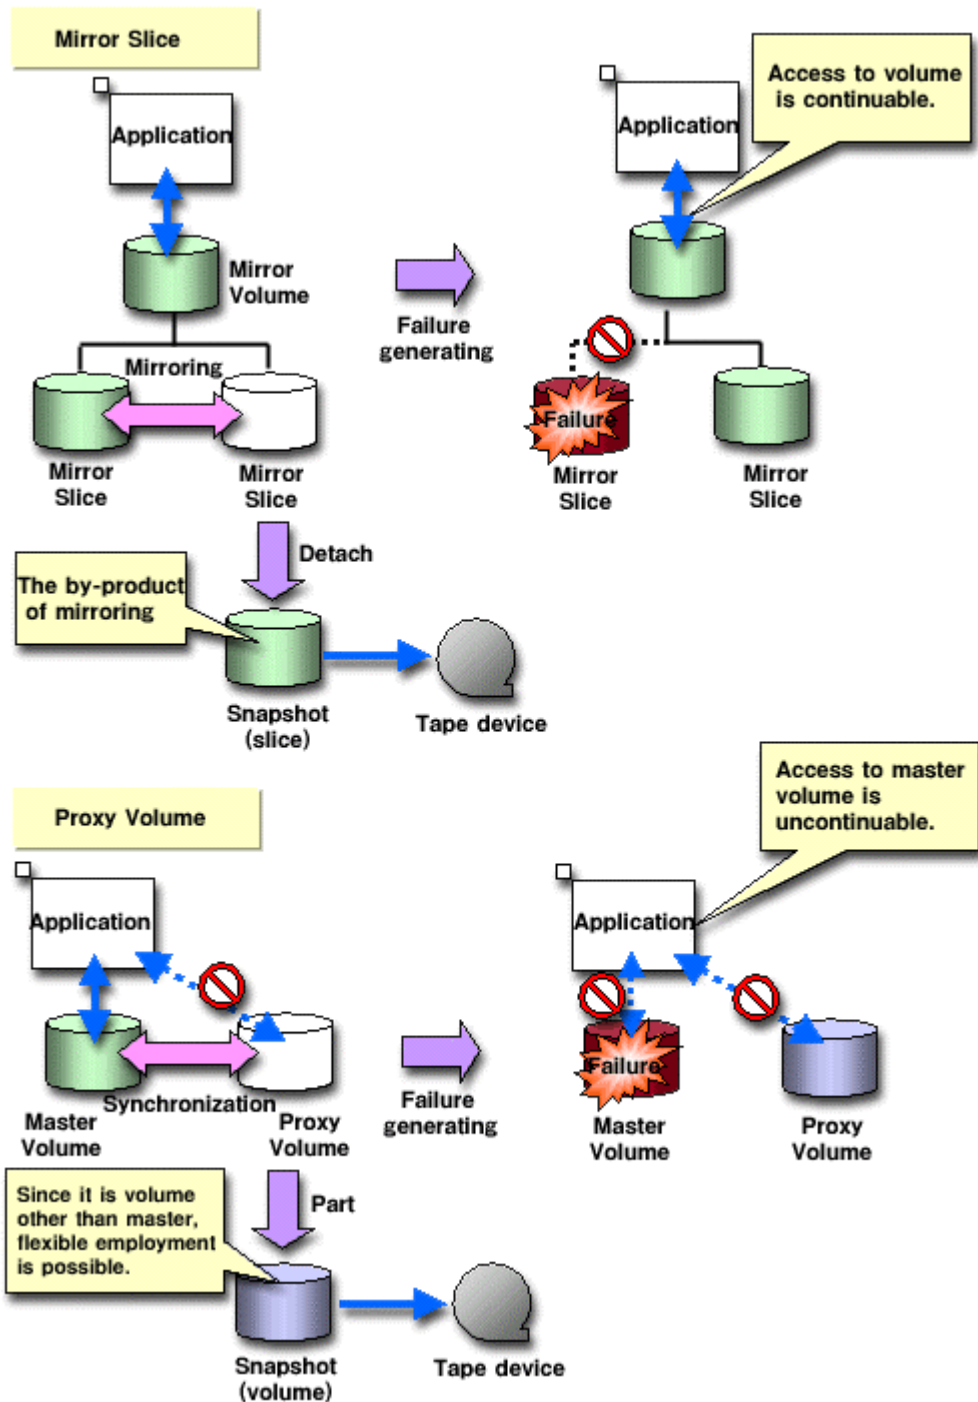 Mirror Slice
Application
Mirror
Volume
Mirroring
Mirror
Slice
Mirror
Slice
Failure
generating
Access to volume
is continuable.
Application
Failure
Mirror
Slice
Mirror
Slice
Detach
The by-product
of mirroring
Snapshot
(slice)
Tape device
Proxy Volume
Application
Synchronization
Master
Volume
Proxy
Volume
Failure
generating
Access to master
volume is
uncontinuable.
Application
Failure
Master
Volume
Proxy
Volume
Part
Since it is volume
other than master,
flexible employment
is possible.
Snapshot
(volume)
Tape device